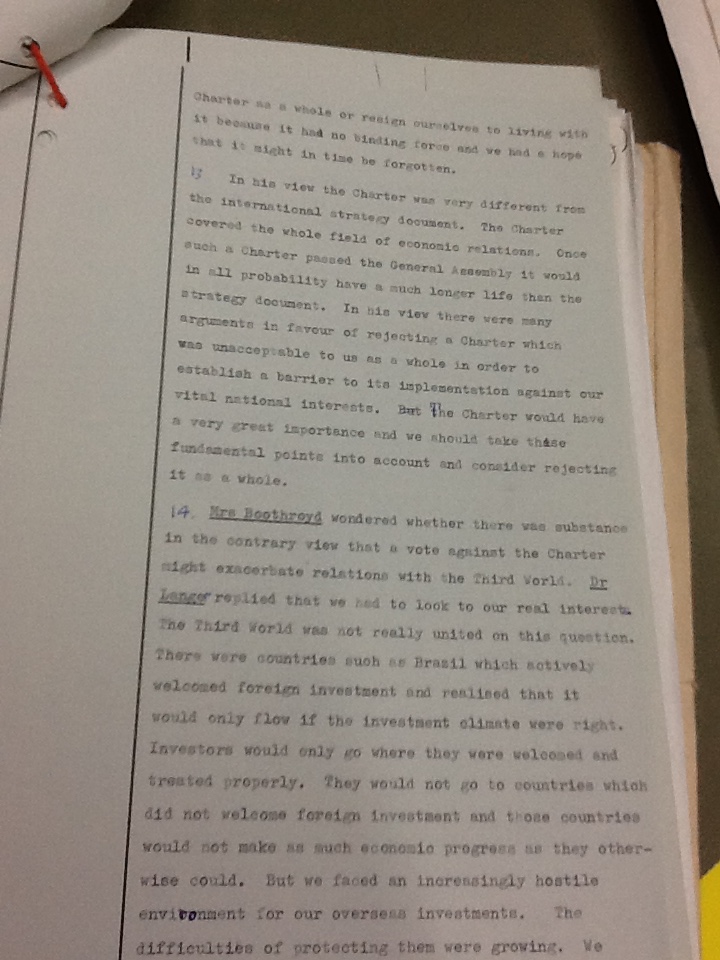 Charter as a whole or resign ourselves to living with
it because it had no binding force and we had a hope
that it might in time be forgotten.
13 In his view the Charter was very different from
the international strategy document. The Charter
covered the whole field of economic relations. Once
such a Charter passed the General Assembly it would
in all probability have a much longer life than the
strategy document. In his view there were many
arguments in favour of rejecting a Charter which
was unacceptable to us as a whole in order to
establish a barrier to its implementation against our
vital national interests. But The Charter would have
a very great importance and we should take these
fundamental points into account and consider rejecting
it as a whole.
14. Mrs Boothroyd wondered whether there was substance
in the contrary view that a vote against the Charter
might exacerbate relations with the Third World. Dr
Langer replied that we had to look to our real interests.
The Third World was not really united on this question.
There were countries such as Brasil which actively
welcomed foreign investment and realised that it
would only flow if the investment climate were right.
Investors would only go where they were welcomed and
treated properly. They would not go to countries which
did not welcome foreign investment and those countries
would not make as much economic progress as they other-
wise could. But we faced an increasingly hostile
environment for our overseas investments. The
difficulties of protecting them were growing. We